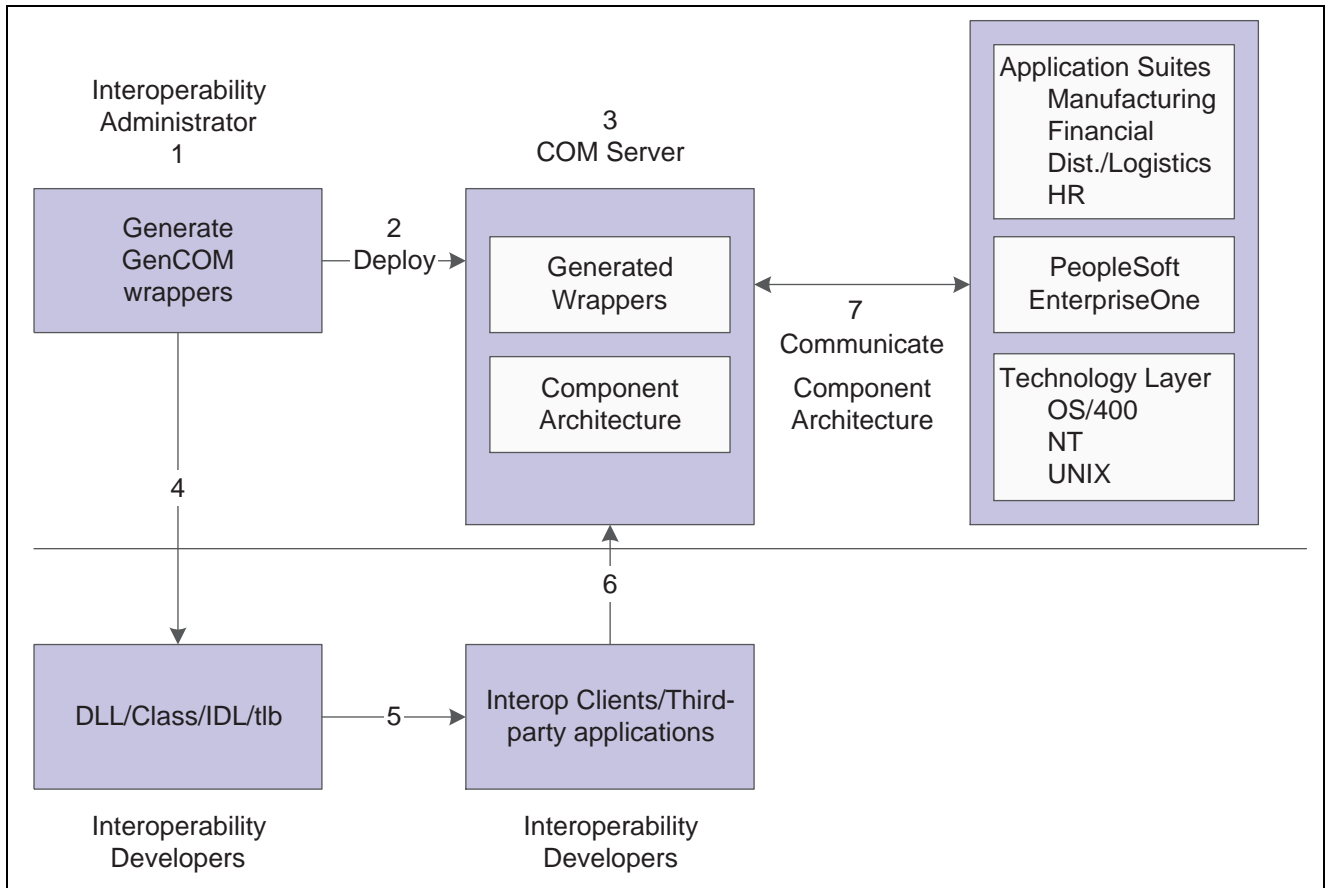 Interoperability
Administrator
1
Generate
GenCOM
wrappers
2
Deploy
3
COM Server
Generated
Wrappers
Component
Architecture
7
Communicate
Component
Architecture
Application Suites
Manufacturing
Financial
Dist./Logistics
HR
PeopleSoft
EnterpriseOne
Technology Layer
OS/400
NT
UNIX
4
6
DLL/Class/IDL/tlb
5
Interop Clients/Third-
party applications
Interoperability
Developers
Interoperability
Developers